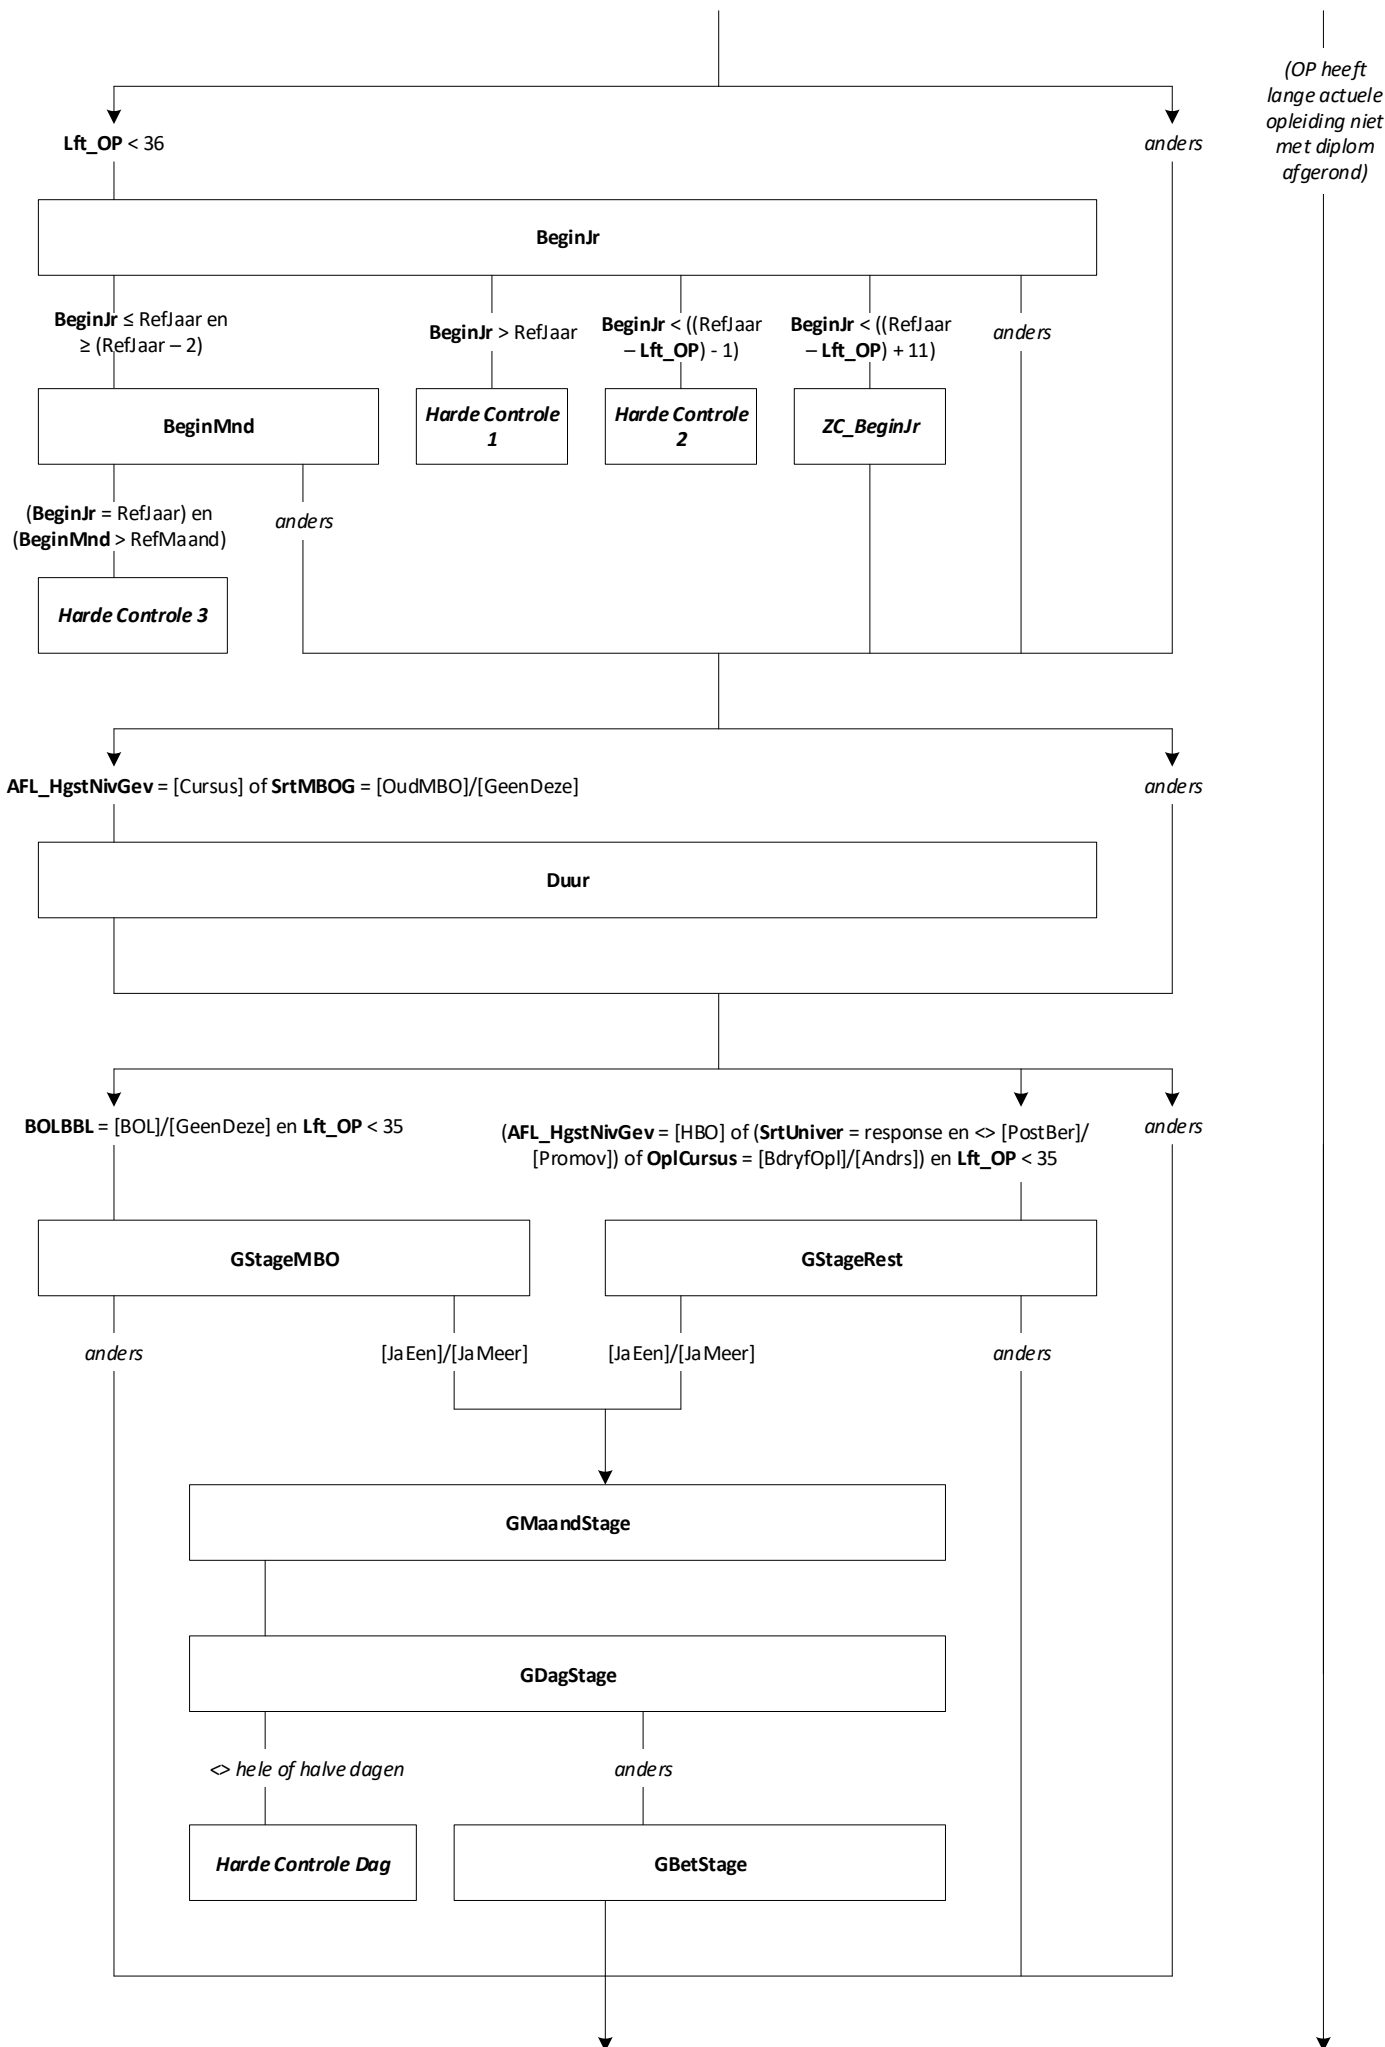 (OP heeft
lange actuele
opleiding niet
met diplom
afgerond)
Lft_OP < 36
anders
BeginJr
BeginJr ≤ RefJaar en
≥ (RefJaar – 2)
BeginJr > RefJaar
BeginJr < ((RefJaar
– Lft_OP) - 1)
BeginJr < ((RefJaar
– Lft_OP) + 11)
anders
BeginMnd
Harde Controle
1
Harde Controle
2
ZC_BeginJr
(BeginJr = RefJaar) en
(BeginMnd > RefMaand)
anders
Harde Controle 3
AFL_HgstNivGev = [Cursus] of SrtMBOG = [OudMBO]/[GeenDeze]
anders
Duur
BOLBBL = [BOL]/[GeenDeze] en Lft_OP < 35
(AFL_HgstNivGev = [HBO] of (SrtUniver = response en <> [PostBer]/
[Promov]) of OplCursus = [BdryfOpl]/[Andrs]) en Lft_OP < 35
anders
GStageMBO
GStageRest
anders
[JaEen]/[JaMeer]
[JaEen]/[JaMeer]
anders
GMaandStage
GDagStage
<> hele of halve dagen
anders
Harde Controle Dag
GBetStage